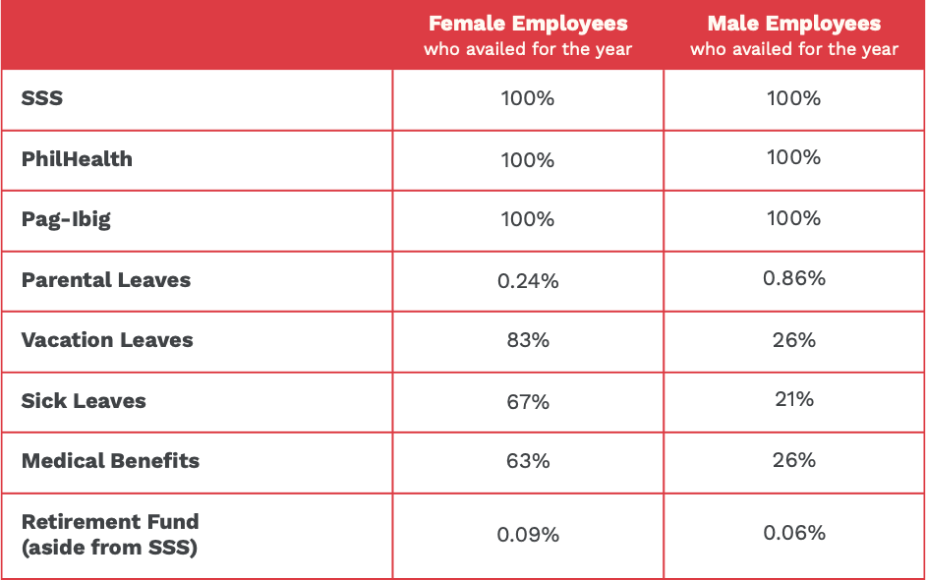 Female Employees Male Employees
who availed for the year who availed for the year
SSS 100% 100%
PhilHealth 100% 100%
Pag-Ibig 100% 100%
Parental Leaves 0.24% 0.86%
Vacation Leaves 83% 26%
Sick Leaves 67% 21%
Medical Benefits 63% 26%
Retirement Fund
(aside from SSS) 0.09% 0.06%